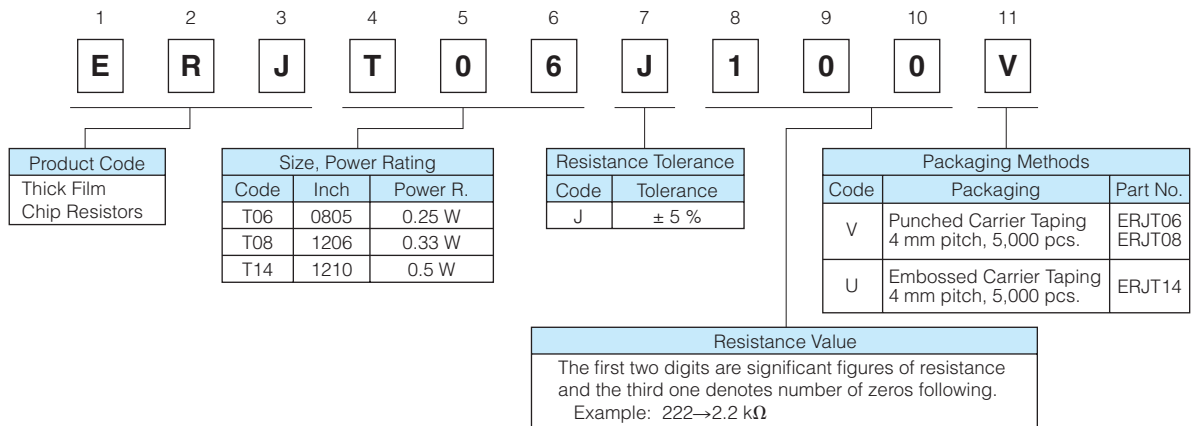 1 2 3 4 5 6 7 8 9 10 11
E R J T 0 6 J 1 0 0 V
Product Code
Thick Film
Chip Resistors
Size, Power Rating
Code Inch Power R.
T06 0805 0.25 W
T08 1206 0.33 W
T14 1210 0.5 W
Resistance Tolerance
Code Tolerance
J ± 5 %
Packaging Methods
Code Packaging Part No.
V Punched Carrier Taping
4 mm pitch, 5,000 pcs. ERJT06
ERJT08
U Embossed Carrier Taping
4 mm pitch, 5,000 pcs. ERJT14
Resistance Value
The first two digits are significant figures of resistance
and the third one denotes number of zeros following.
Example: 222→2.2 kΩ